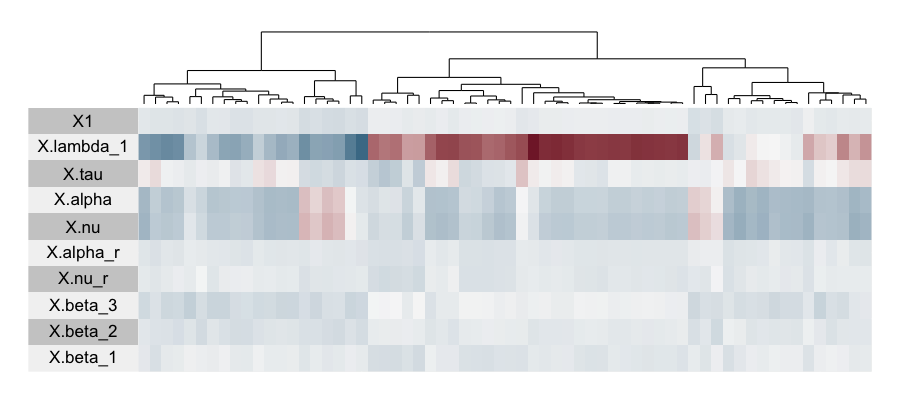 X1
X.lambda_1
X.tau
X.alpha
X.nu
X.alpha_r
X.nu_r
X.beta_3
X.beta_2
X.beta_1